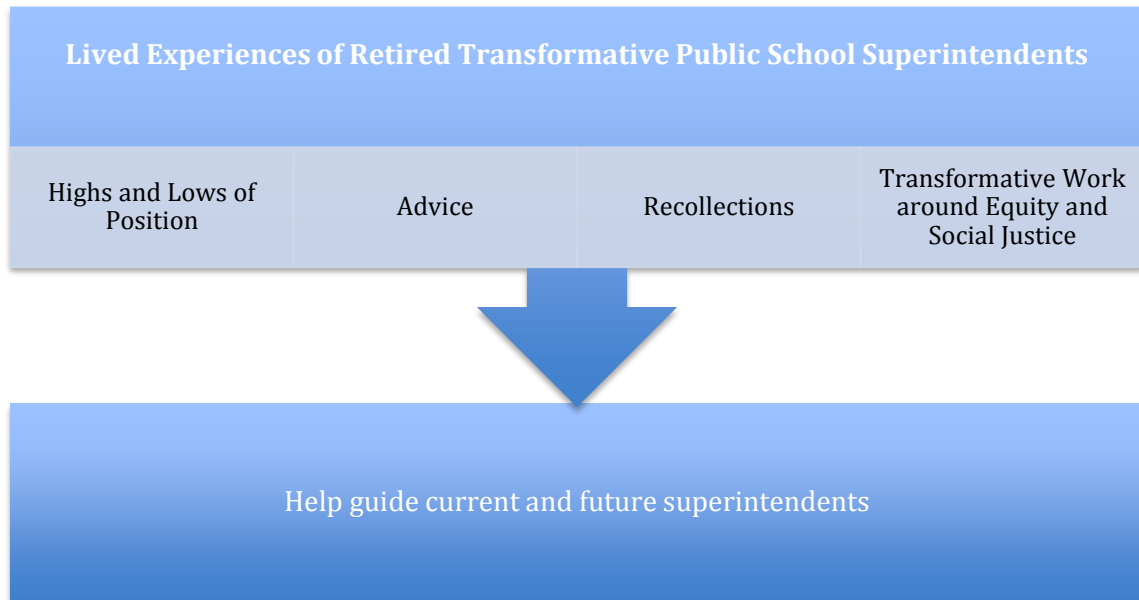 Lived Experiences of Retired Transformative Public School Superintendents
Highs and Lows of
Position
Advice
Recollections
Transformative Work
around Equity and
Social Justice
Help guide current and future superintendents